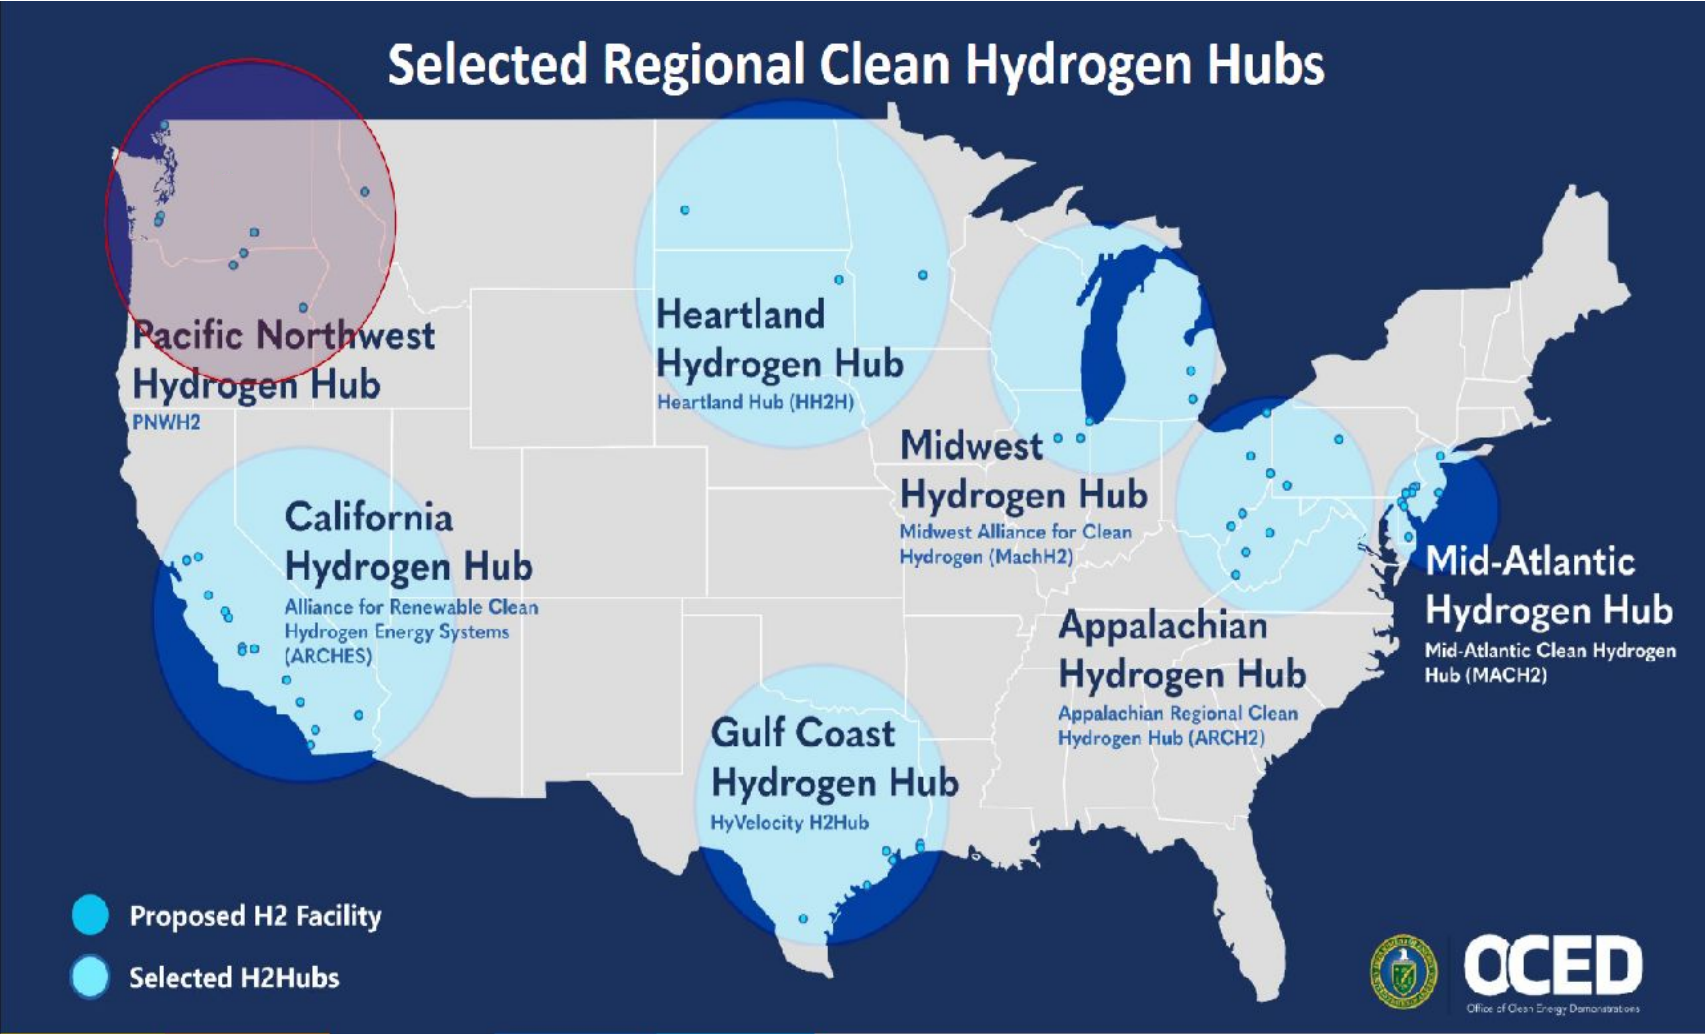 Selected Regional Clean Hydrogen Hubs
Pacific Northwest
Hydrogen Hub
PNWH2
Heartland
Hydrogen Hub
Heartland Hub (HH2H)
Midwest
Hydrogen Hub
Midwest Alliance for Clean
Hydrogen (MachH2)
California
Hydrogen Hub
Alliance for Renewable Clean
Hydrogen Energy Systems
(ARCHES)
Mid-Atlantic
Hydrogen Hub
Mid-Atlantic Clean Hydrogen
Hub (MACH2)
Appalachian
Hydrogen Hub
Appalachian Regional Clean
Hydrogen Hub (ARCH2)
Gulf Coast
Hydrogen Hub
HyVelocity H2Hub
Proposed H2 Facility
Selected H2Hubs
OCED
Office of Clean Energy Demonstrations